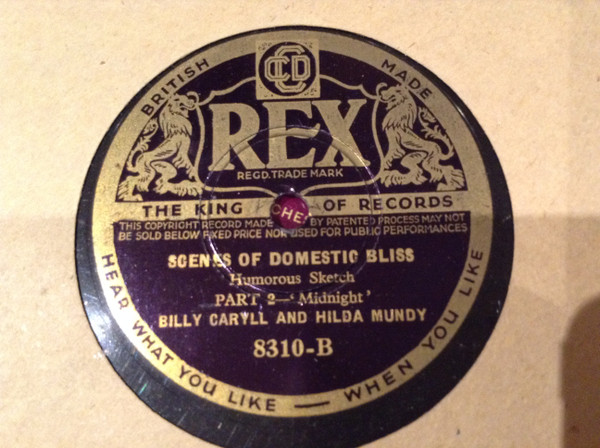 CCD
BRITISH MADE
REX
REGD. TRADE MARK
THE KING OF RECORDS
THIS COPYRIGHT RECORD MADE BY PATENTED PROCESS MAY NOT
BE SOLD BELOW FIXED PRICE NOR USED FOR PUBLIC PERFORMANCES
SCENES OF DOMESTIC BLISS
Humorous Sketch
PART 2—'Midnight'
BILLY CARYLL AND HILDA MUNDY
8310-B
HEAR WHAT YOU LIKE — WHEN YOU LIKE